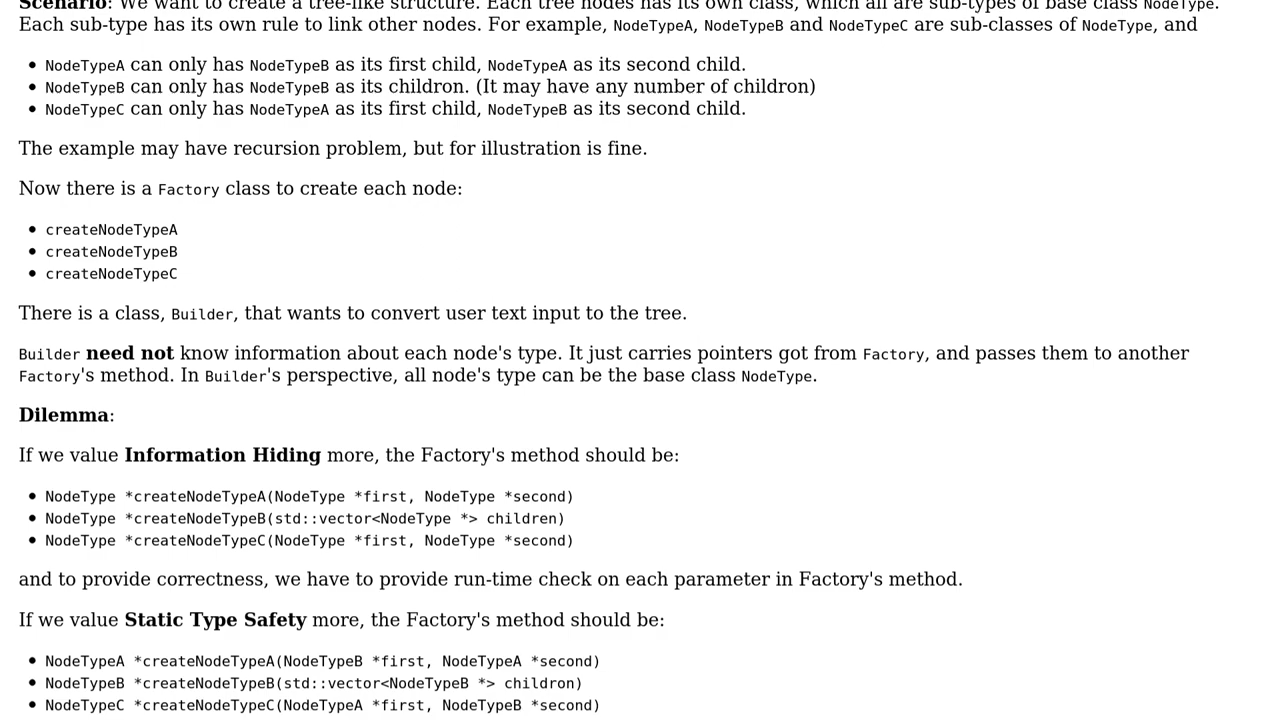 Scenario: We want to create a tree-like structure. Each tree nodes has its own class, which all are sub-types of base class NodeType.
Each sub-type has its own rule to link other nodes. For example, NodeTypeA, NodeTypeB and NodeTypeC are sub-classes of NodeType, and
• NodeTypeA can only has NodeTypeB as its first child, NodeTypeA as its second child.
• NodeTypeB can only has NodeTypeB as its childron. (It may have any number of childron)
• NodeTypeC can only has NodeTypeA as its first child, NodeTypeB as its second child.
The example may have recursion problem, but for illustration is fine.
Now there is a Factory class to create each node:
• createNodeTypeA
• createNodeTypeB
• createNodeTypeC
There is a class, Builder, that wants to convert user text input to the tree.
Builder need not know information about each node's type. It just carries pointers got from Factory, and passes them to another
Factory's method. In Builder's perspective, all node's type can be the base class NodeType.
Dilemma:
If we value Information Hiding more, the Factory's method should be:
• NodeType *createNodeTypeA(NodeType *first, NodeType *second)
• NodeType *createNodeTypeB(std::vector<NodeType *> children)
• NodeType *createNodeTypeC(NodeType *first, NodeType *second)
and to provide correctness, we have to provide run-time check on each parameter in Factory's method.
If we value Static Type Safety more, the Factory's method should be:
• NodeTypeA *createNodeTypeA(NodeTypeB *first, NodeTypeA *second)
• NodeTypeB *createNodeTypeB(std::vector<NodeTypeB *> childron)
• NodeTypeC *createNodeTypeC(NodeTypeA *first, NodeTypeB *second)